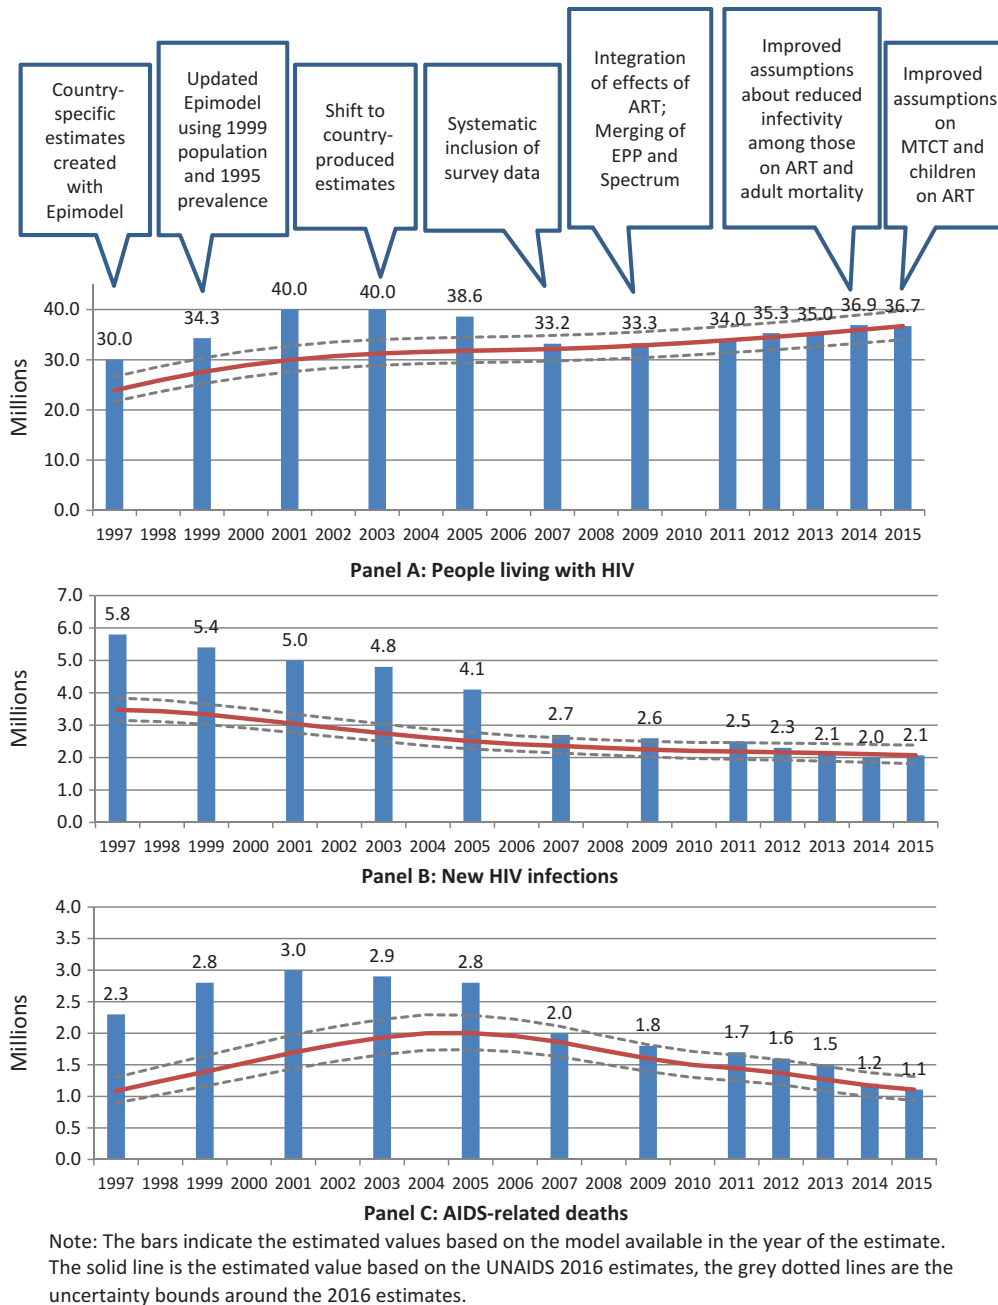 Country-
specific
estimates
created
with
Epimodel
Updated
Epimodel
using 1999
population
and 1995
prevalence
Shift to
country-
produced
estimates
Systematic
inclusion of
survey data
Integration
of effects of
ART;
Merging of
EPP and
Spectrum
Improved
assumptions
about reduced
infectivity
among those
on ART and
adult mortality
Improved
assumptions
on
MTCT and
children
on ART
Millions
40.0
30.0
20.0
10.0
0.0
30.0 34.3 40.0 40.0 38.6 33.2 33.3 34.0 35.3 35.0 36.9 36.7
1997 1998 1999 2000 2001 2002 2003 2004 2005 2006 2007 2008 2009 2010 2011 2012 2013 2014 2015
Panel A: People living with HIV
Millions
7.0
6.0
5.0
4.0
3.0
2.0
1.0
0.0
5.8 5.4 5.0 4.8 4.1 2.7 2.6 2.5 2.3 2.1 2.0 2.1
1997 1998 1999 2000 2001 2002 2003 2004 2005 2006 2007 2008 2009 2010 2011 2012 2013 2014 2015
Panel B: New HIV infections
Millions
4.0
3.5
3.0
2.5
2.0
1.5
1.0
0.5
0.0
2.3 2.8 3.0 2.9 2.8 2.0 1.8 1.7 1.6 1.5 1.2 1.1
1997 1998 1999 2000 2001 2002 2003 2004 2005 2006 2007 2008 2009 2010 2011 2012 2013 2014 2015
Panel C: AIDS-related deaths
Note: The bars indicate the estimated values based on the model available in the year of the estimate.
The solid line is the estimated value based on the UNAIDS 2016 estimates, the grey dotted lines are the
uncertainty bounds around the 2016 estimates.